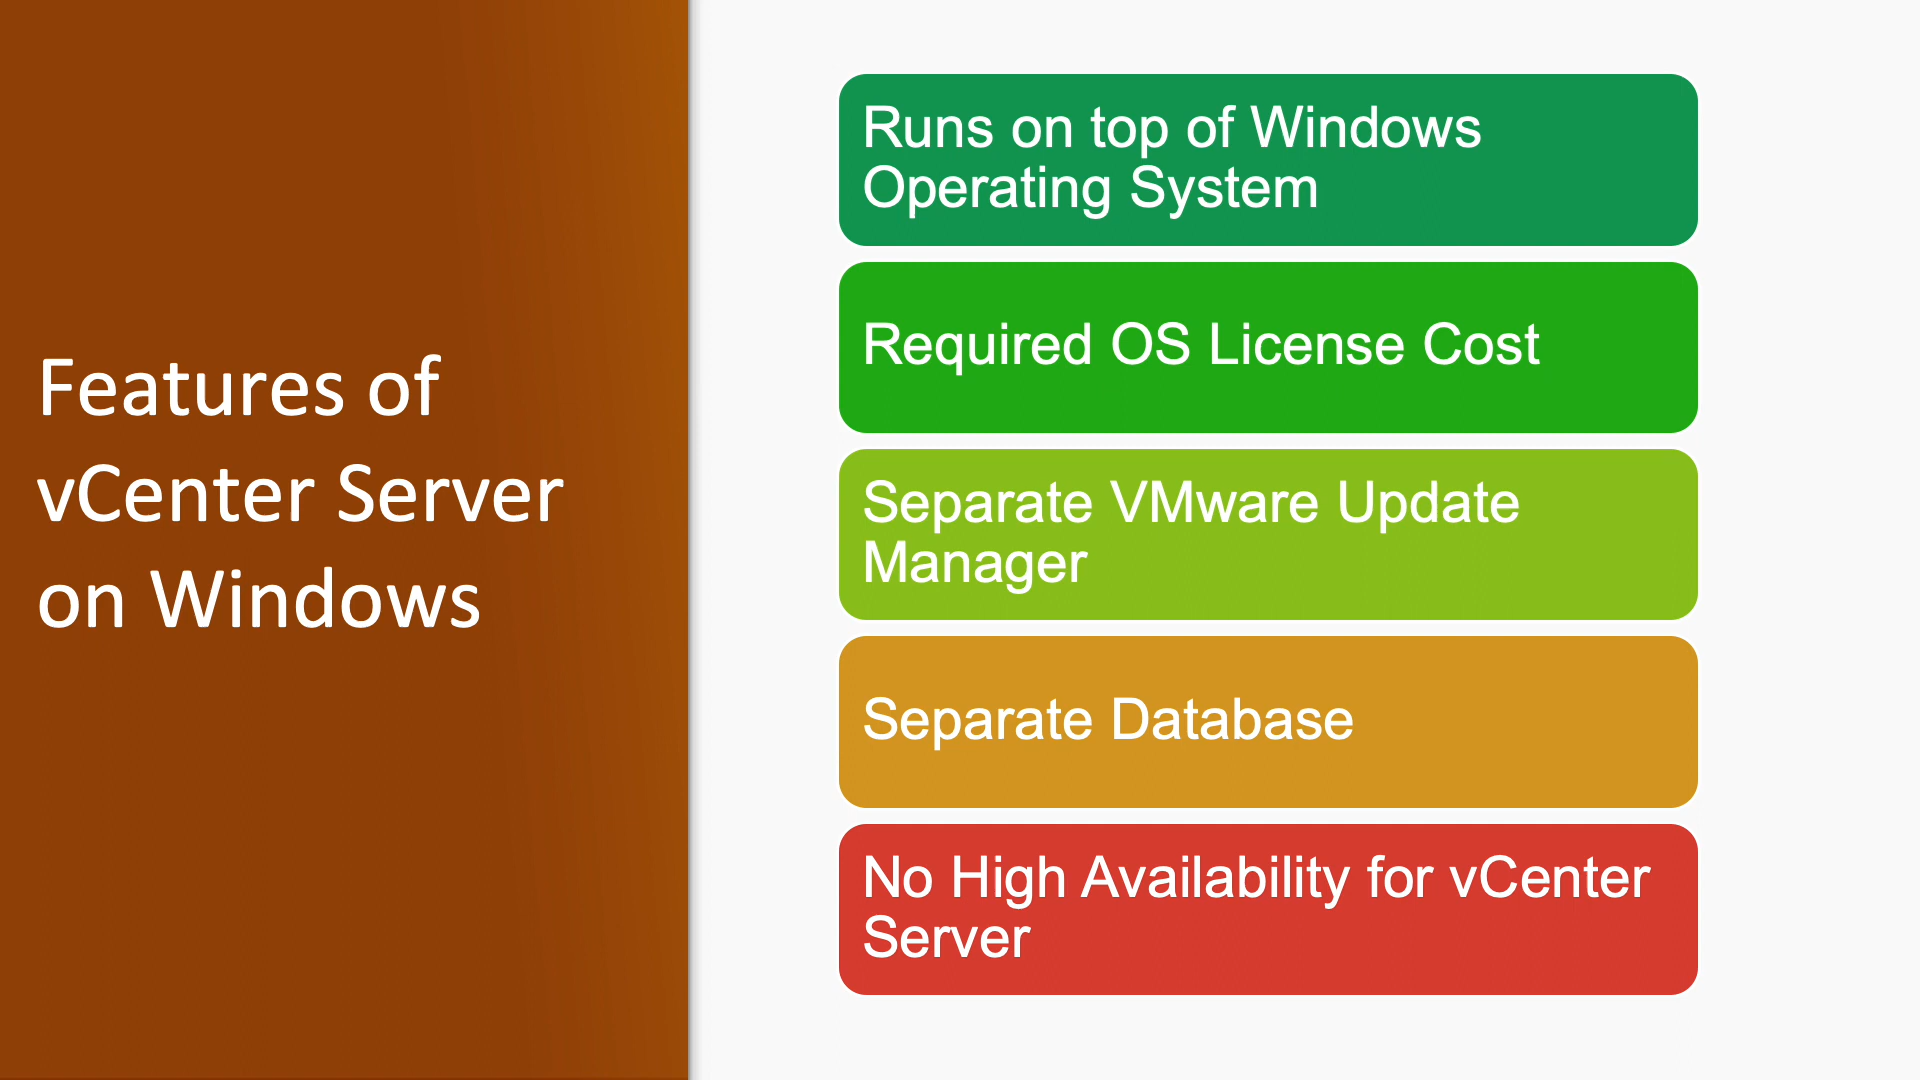 Features of
vCenter Server
on Windows
Runs on top of Windows
Operating System
Required OS License Cost
Separate VMware Update
Manager
Separate Database
No High Availability for vCenter
Server